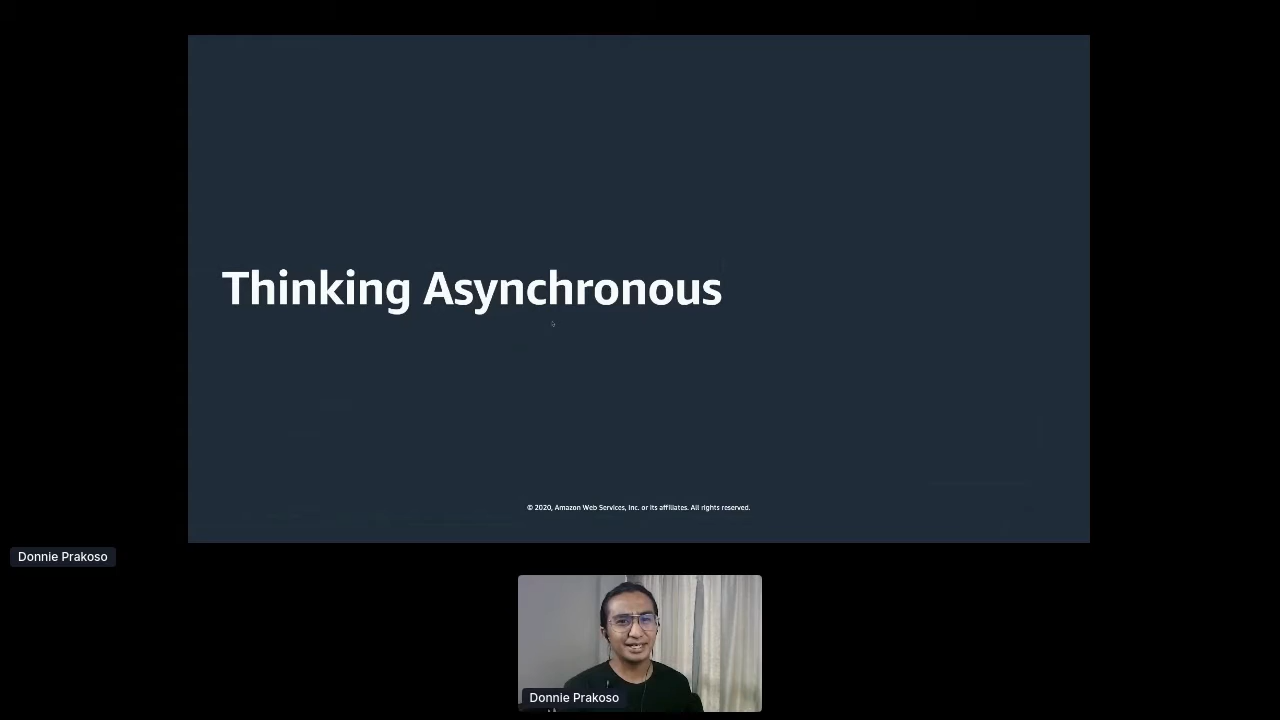 Thinking Asynchronous
© 2020, Amazon Web Services, Inc. or its affiliates. All rights reserved.
Donnie Prakoso
Donnie Prakoso